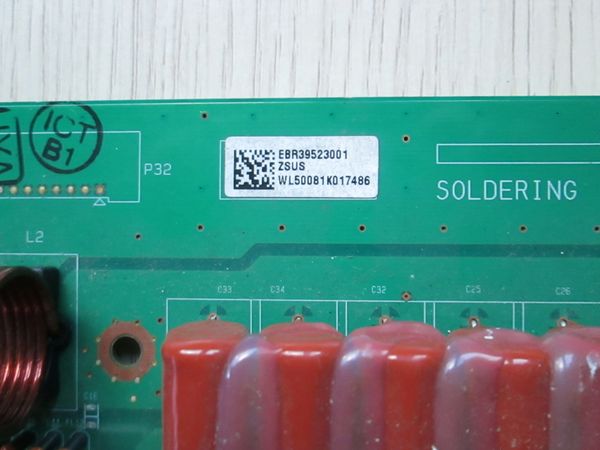 ICT
B1
P32
EBR39523001
ZSUS
WL50081K017486
SOLDERING
L2
C33
C34
C32
C25
C26